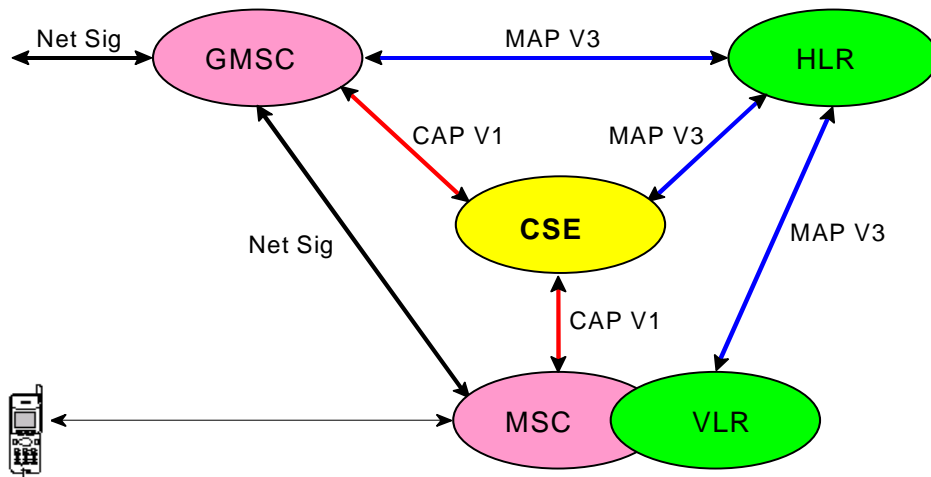 Net Sig
GMSC
MAP V3
HLR
CAP V1
MAP V3
CSE
Net Sig
MAP V3
CAP V1
MSC
VLR